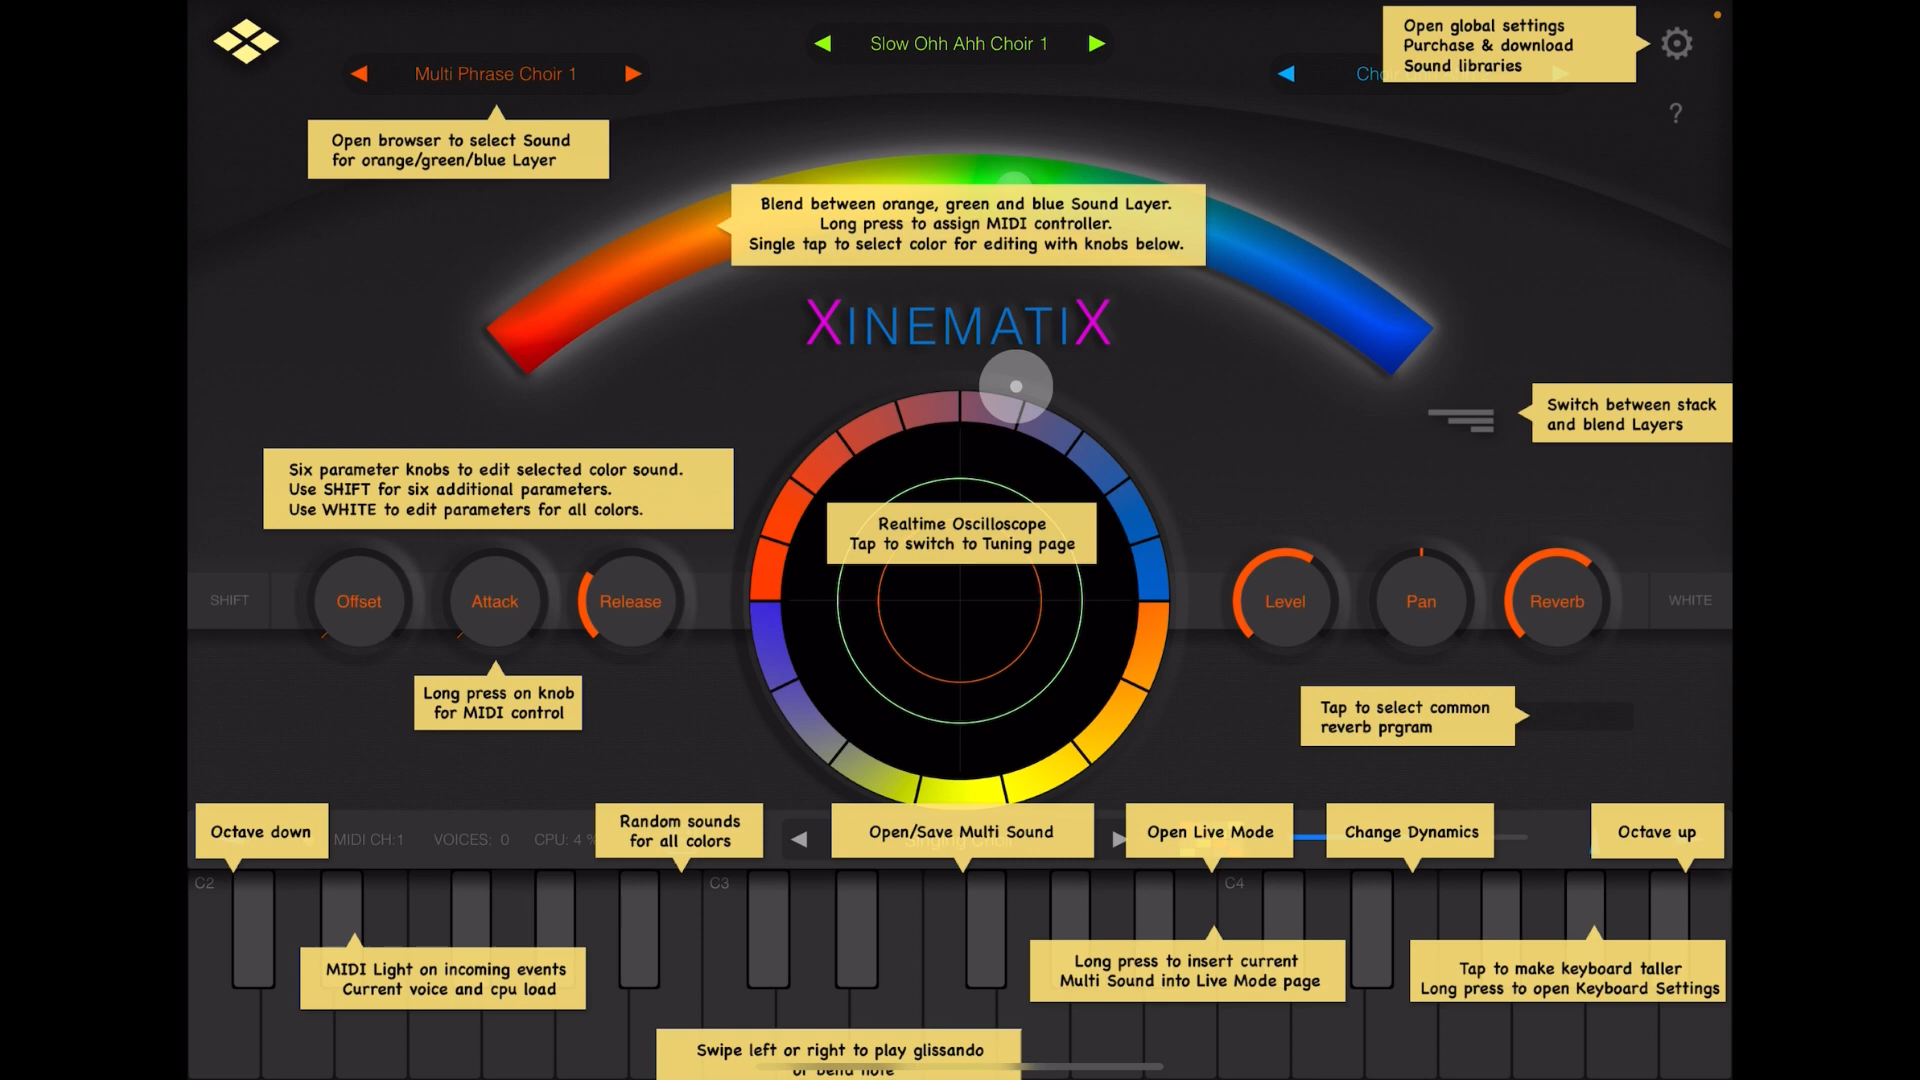 Slow Ohh Ahh Choir 1
Open global settings
Purchase & download
Sound libraries
Multi Phrase Choir 1
?
Open browser to select Sound
for orange/green/blue Layer
Blend between orange, green and blue Sound Layer.
Long press to assign MIDI controller.
Single tap to select color for editing with knobs below.
XINEMATIX
Switch between stack
and blend Layers
Six parameter knobs to edit selected color sound.
Use SHIFT for six additional parameters.
Use WHITE to edit parameters for all colors.
Realtime Oscilloscope
Tap to switch to Tuning page
SHIFT
Offset
Attack
Release
Level
Pan
Reverb
WHITE
Long press on knob
for MIDI control
Tap to select common
reverb prgram
Octave down
MIDI CH:1
VOICES: 0
CPU: 4 %
Random sounds
for all colors
Open/Save Multi Sound
Singing Choir
Open Live Mode
Change Dynamics
Octave up
C2
C3
C4
MIDI Light on incoming events
Current voice and cpu load
Long press to insert current
Multi Sound into Live Mode page
Tap to make keyboard taller
Long press to open Keyboard Settings
Swipe left or right to play glissando
or bend note